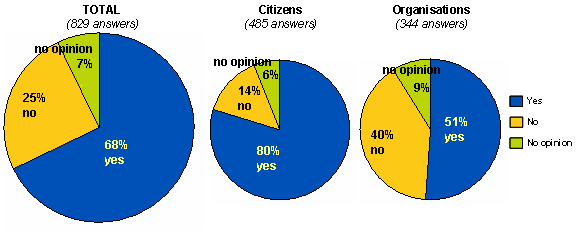 TOTAL
(829 answers)
no opinion
7%
25%
no
68%
yes
Citizens
(485 answers)
no opinion
6%
14%
no
80%
yes
Organisations
(344 answers)
no opinion
9%
51%
yes
40%
no
Yes
No
No opinion